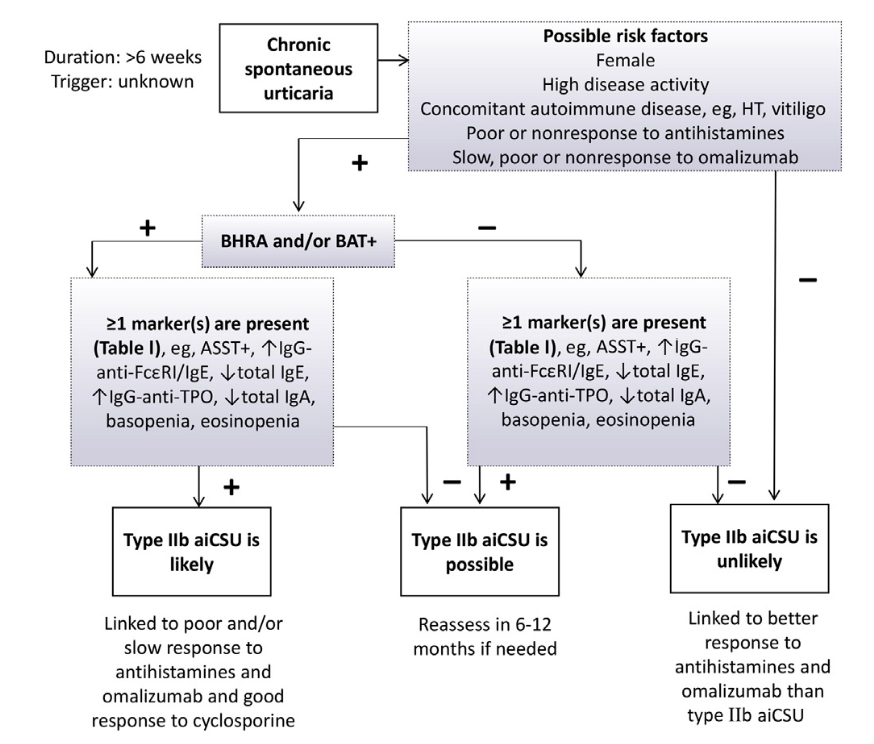 Duration: >6 weeks
Trigger: unknown
Chronic
spontaneous
urticaria
Possible risk factors
Female
High disease activity
Concomitant autoimmune disease, eg, HT, vitiligo
Poor or nonresponse to antihistamines
Slow, poor or nonresponse to omalizumab
+
−
+
BHRA and/or BAT+
−
≥1 marker(s) are present
(Table I), eg, ASST+, ↑IgG-
anti-FcεRI/IgE, ↓total IgE,
↑IgG-anti-TPO, ↓total IgA,
basopenia, eosinopenia
≥1 marker(s) are present
(Table I), eg, ASST+, ↑IgG-
anti-FcεRI/IgE, ↓total IgE,
↑IgG-anti-TPO, ↓total IgA,
basopenia, eosinopenia
+
−
+
−
Type IIb aiCSU is
likely
Type IIb aiCSU is
possible
Type IIb aiCSU is
unlikely
Linked to poor and/or
slow response to
antihistamines and
omalizumab and good
response to cyclosporine
Reassess in 6-12
months if needed
Linked to better
response to
antihistamines and
omalizumab than
type IIb aiCSU